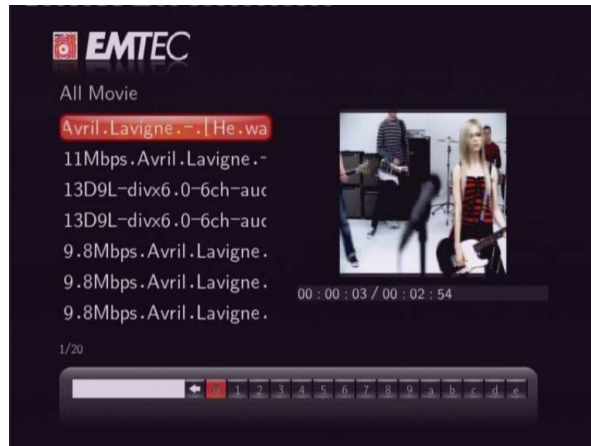 EMTEC
All Movie
Avril.Lavigne.-.[He.wa
11Mbps.Avril.Lavigne.-
13D9L-divx6.0-6ch-auc
13D9L-divx6.0-6ch-auc
9.8Mbps.Avril.Lavigne.
9.8Mbps.Avril.Lavigne.
9.8Mbps.Avril.Lavigne.
00 : 00 : 03 / 00 : 02 : 54
1/20
1 2 3 4 5 6 7 8 9 a b c d e